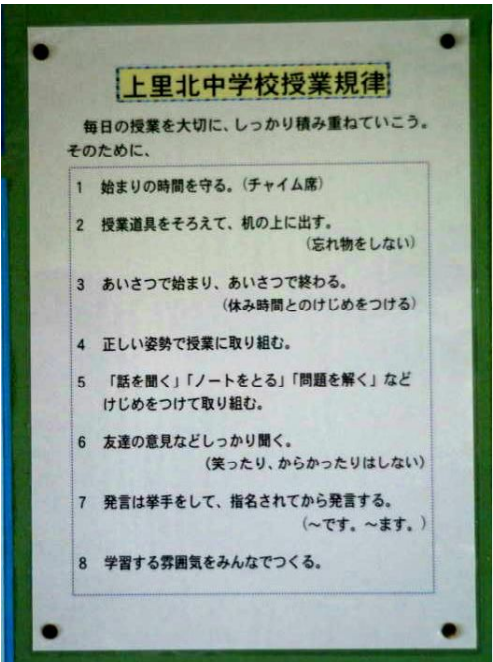 上里北中学校授業規律
毎日の授業を大切に、しっかり積み重ねていこう。
そのために、
1 始まりの時間を守る。(チャイム席)
2 授業道具をそろえて、机の上に出す。
(忘れ物をしない)
3 あいさつで始まり、あいさつで終わる。
(休み時間とのけじめをつける)
4 正しい姿勢で授業に取り組む。
5 「話を聞く」「ノートをとる」「問題を解く」など
けじめをつけて取り組む。
6 友達の意見などしっかり聞く。
(笑ったり、からかったりはしない)
7 発言は挙手をして、指名されてから発言する。
(~です。~ます。)
8 学習する雰囲気をみんなでつくる。